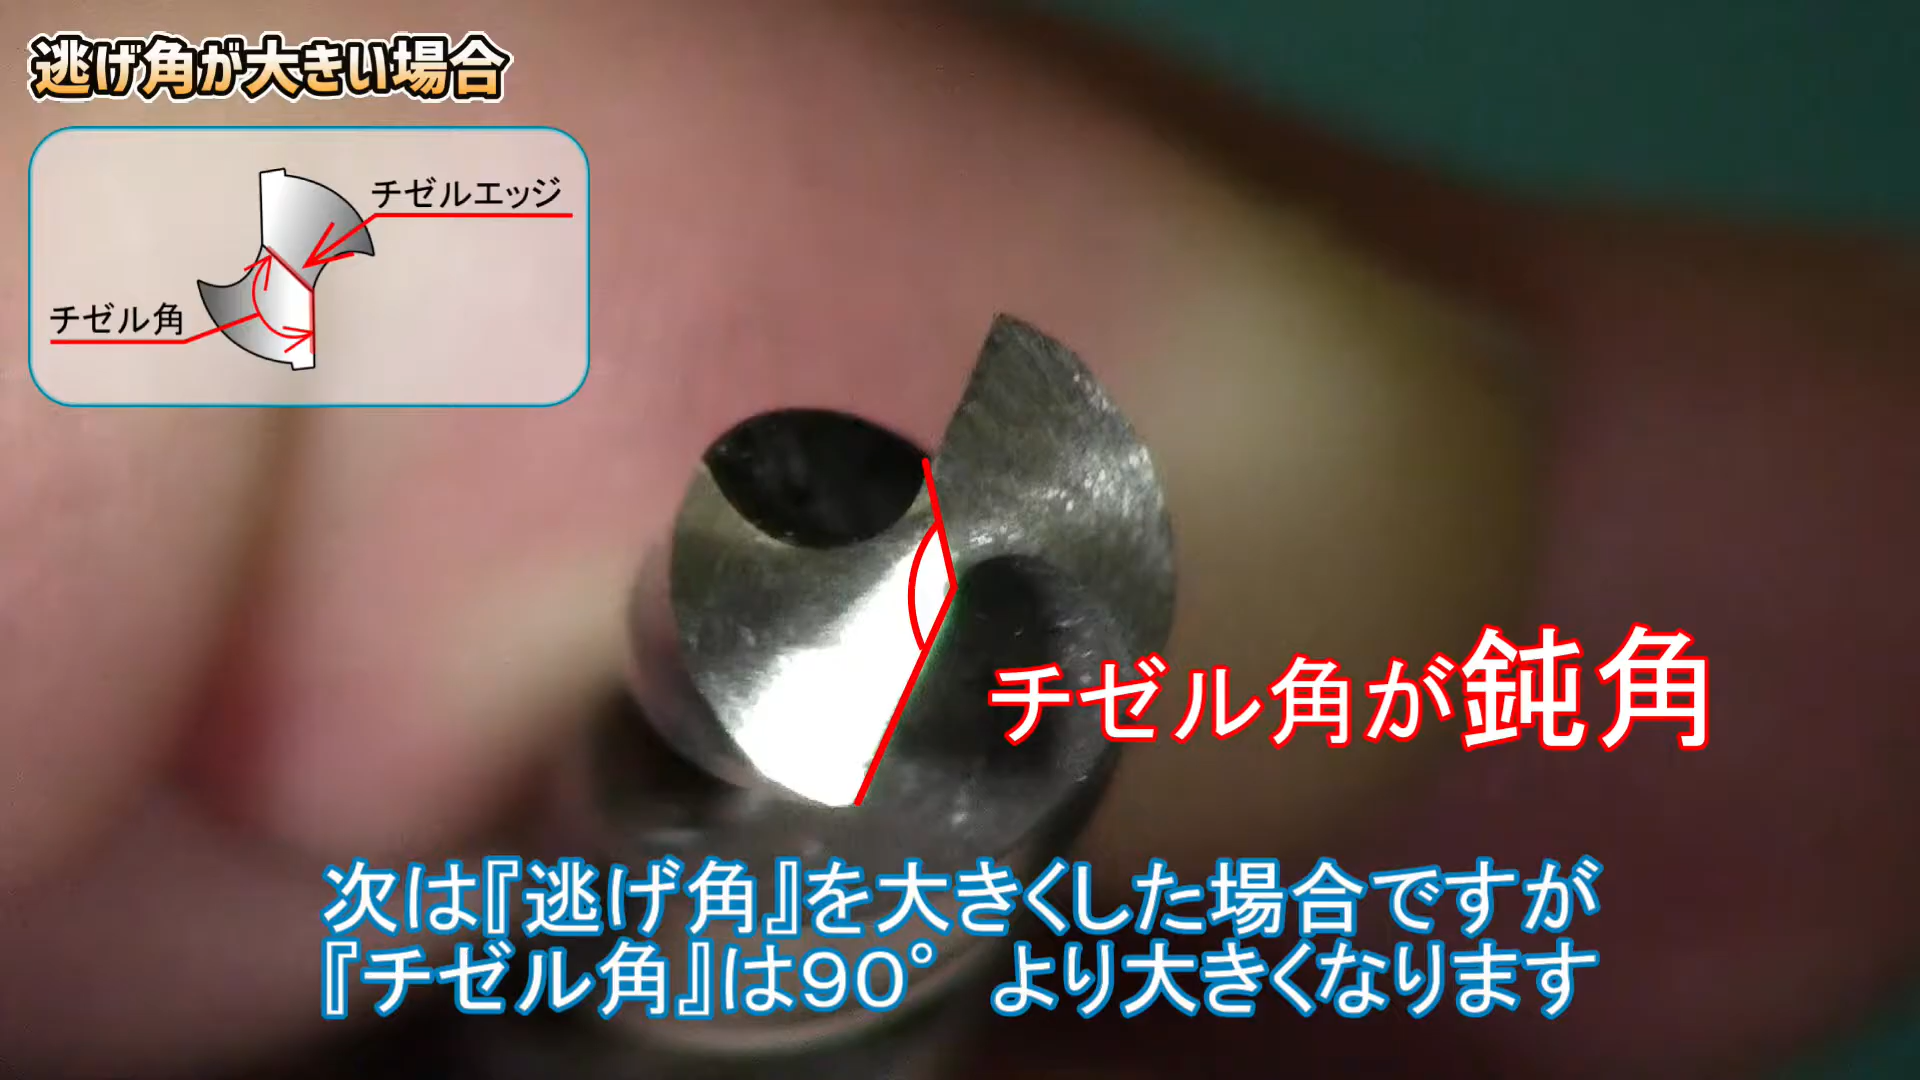 逃げ角が大きい場合
チゼルエッジ
チゼル角
チゼル角が鈍角
次は『逃げ角』を大きくした場合ですが
『チゼル角』は90° より大きくなります